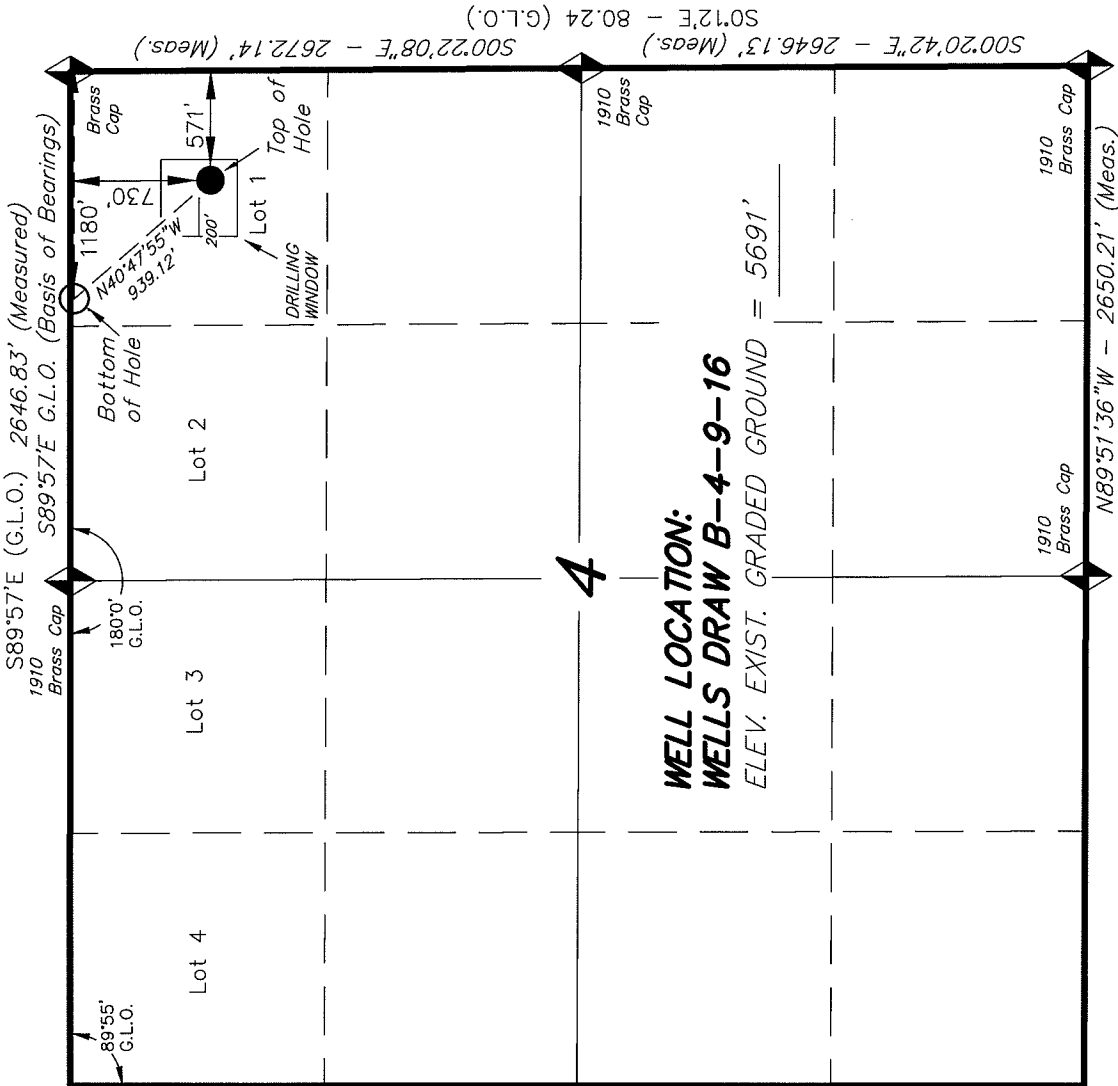 S89°57'E (G.L.O.) 2646.83' (Measured)
S89°57'E G.L.O. (Basis of Bearings)
1910
Brass Cap
180°0'
G.L.O.
89°55'
G.L.O.
Lot 4
Lot 3
Lot 2
Lot 1
Bottom
of Hole
1180'
N40°47'55"W
939.12'
730'
571'
200'
Top of
Hole
DRILLING
WINDOW
Brass
Cap
S00°22'08"E - 2672.14' (Meas.)
S0°12'E - 80.24 (G.L.O.)
S00°20'42"E - 2646.13' (Meas.)
1910
Brass
Cap
4
WELL LOCATION:
WELLS DRAW B-4-9-16
ELEV. EXIST. GRADED GROUND = 5691'
1910
Brass Cap
1910
Brass Cap
N89°51'36"W - 2650.21' (Meas.)